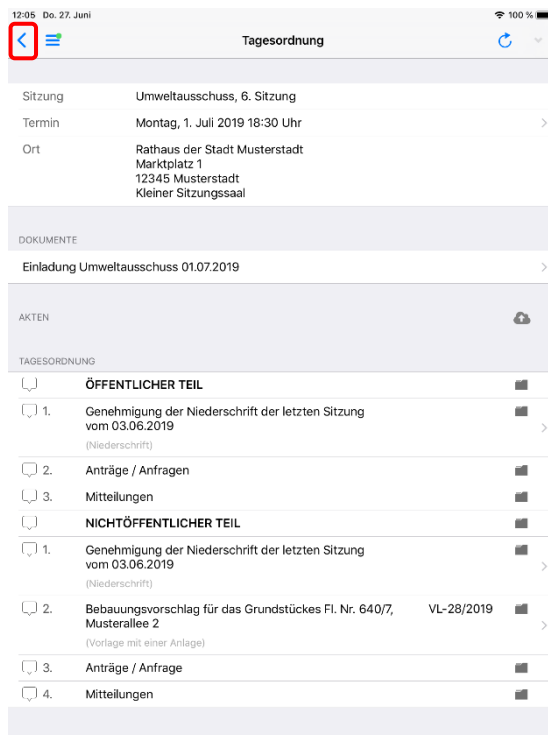 12:05 Do. 27. Juni 100 %
Tagesordnung
Sitzung Umweltausschuss, 6. Sitzung
Termin Montag, 1. Juli 2019 18:30 Uhr
Ort Rathaus der Stadt Musterstadt
Marktplatz 1
12345 Musterstadt
Kleiner Sitzungssaal
DOKUMENTE
Einladung Umweltausschuss 01.07.2019
AKTEN
TAGESORDNUNG
ÖFFENTLICHER TEIL
1. Genehmigung der Niederschrift der letzten Sitzung
vom 03.06.2019
(Niederschrift)
2. Anträge / Anfragen
3. Mitteilungen
NICHTÖFFENTLICHER TEIL
1. Genehmigung der Niederschrift der letzten Sitzung
vom 03.06.2019
(Niederschrift)
2. Bebauungsvorschlag für das Grundstückes Fl. Nr. 640/7, VL-28/2019
Musterallee 2
(Vorlage mit einer Anlage)
3. Anträge / Anfrage
4. Mitteilungen